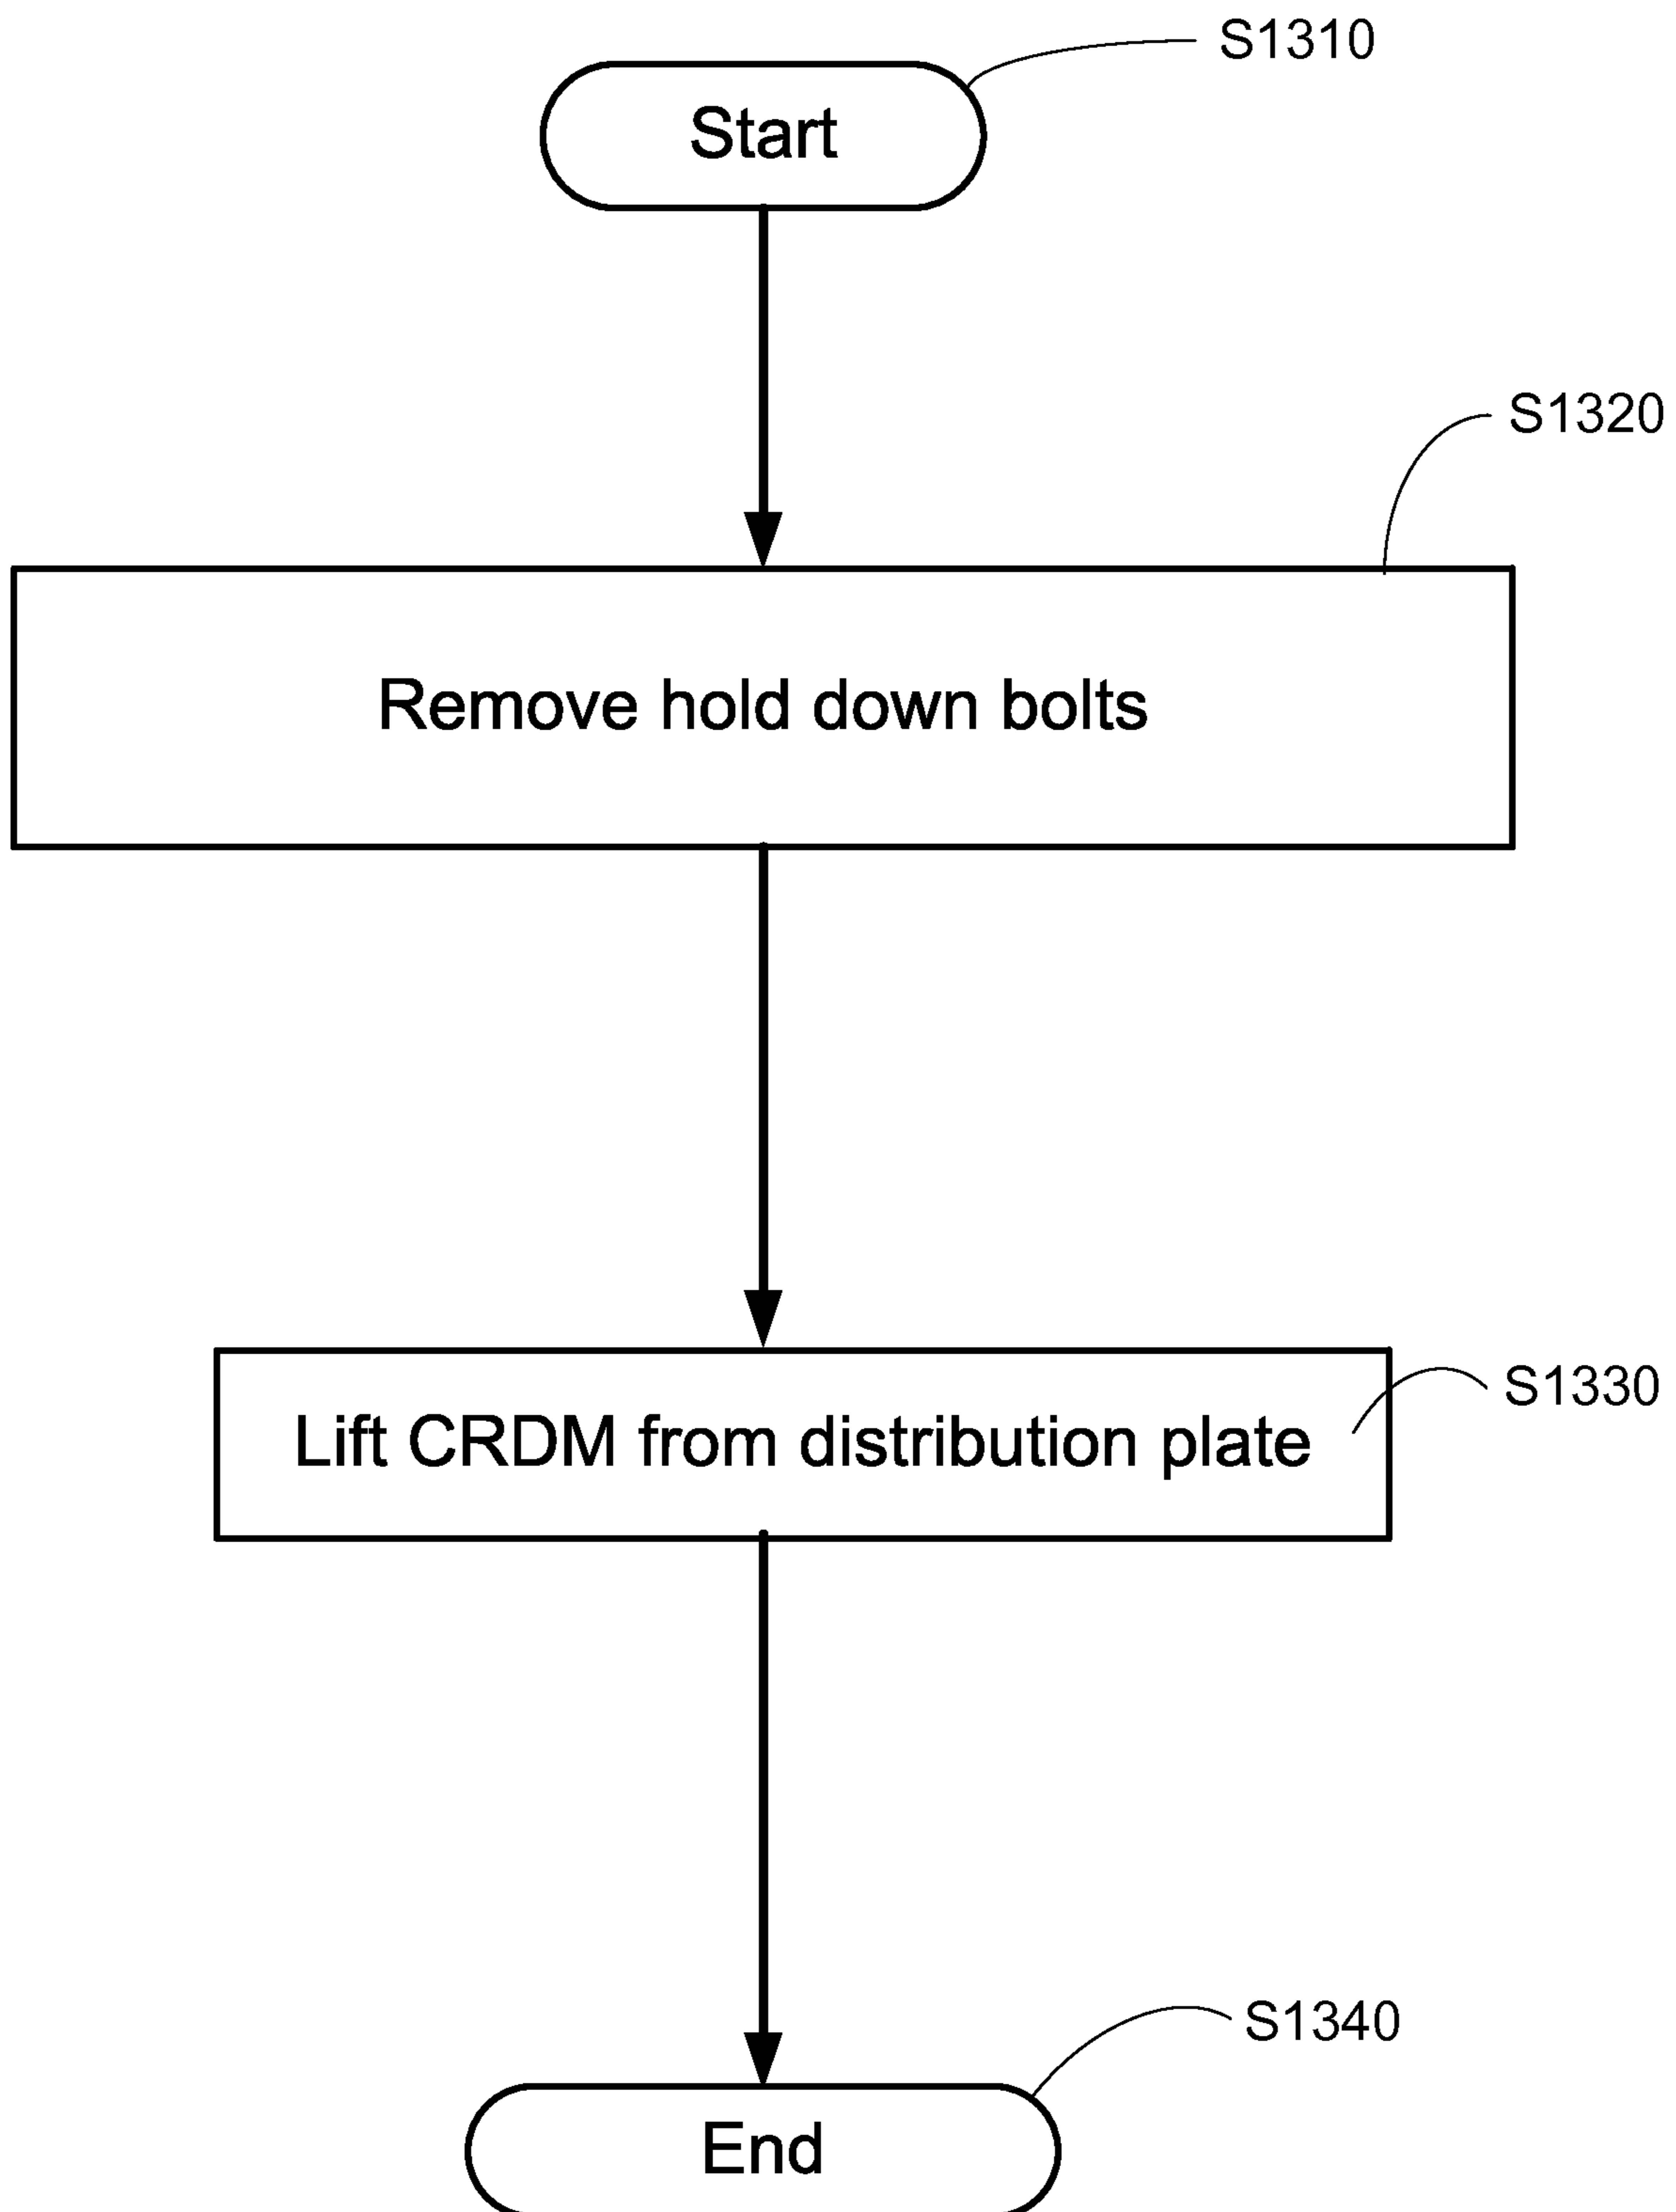 S1310
Start
S1320
Remove hold down bolts
S1330
Lift CRDM from distribution plate
S1340
End